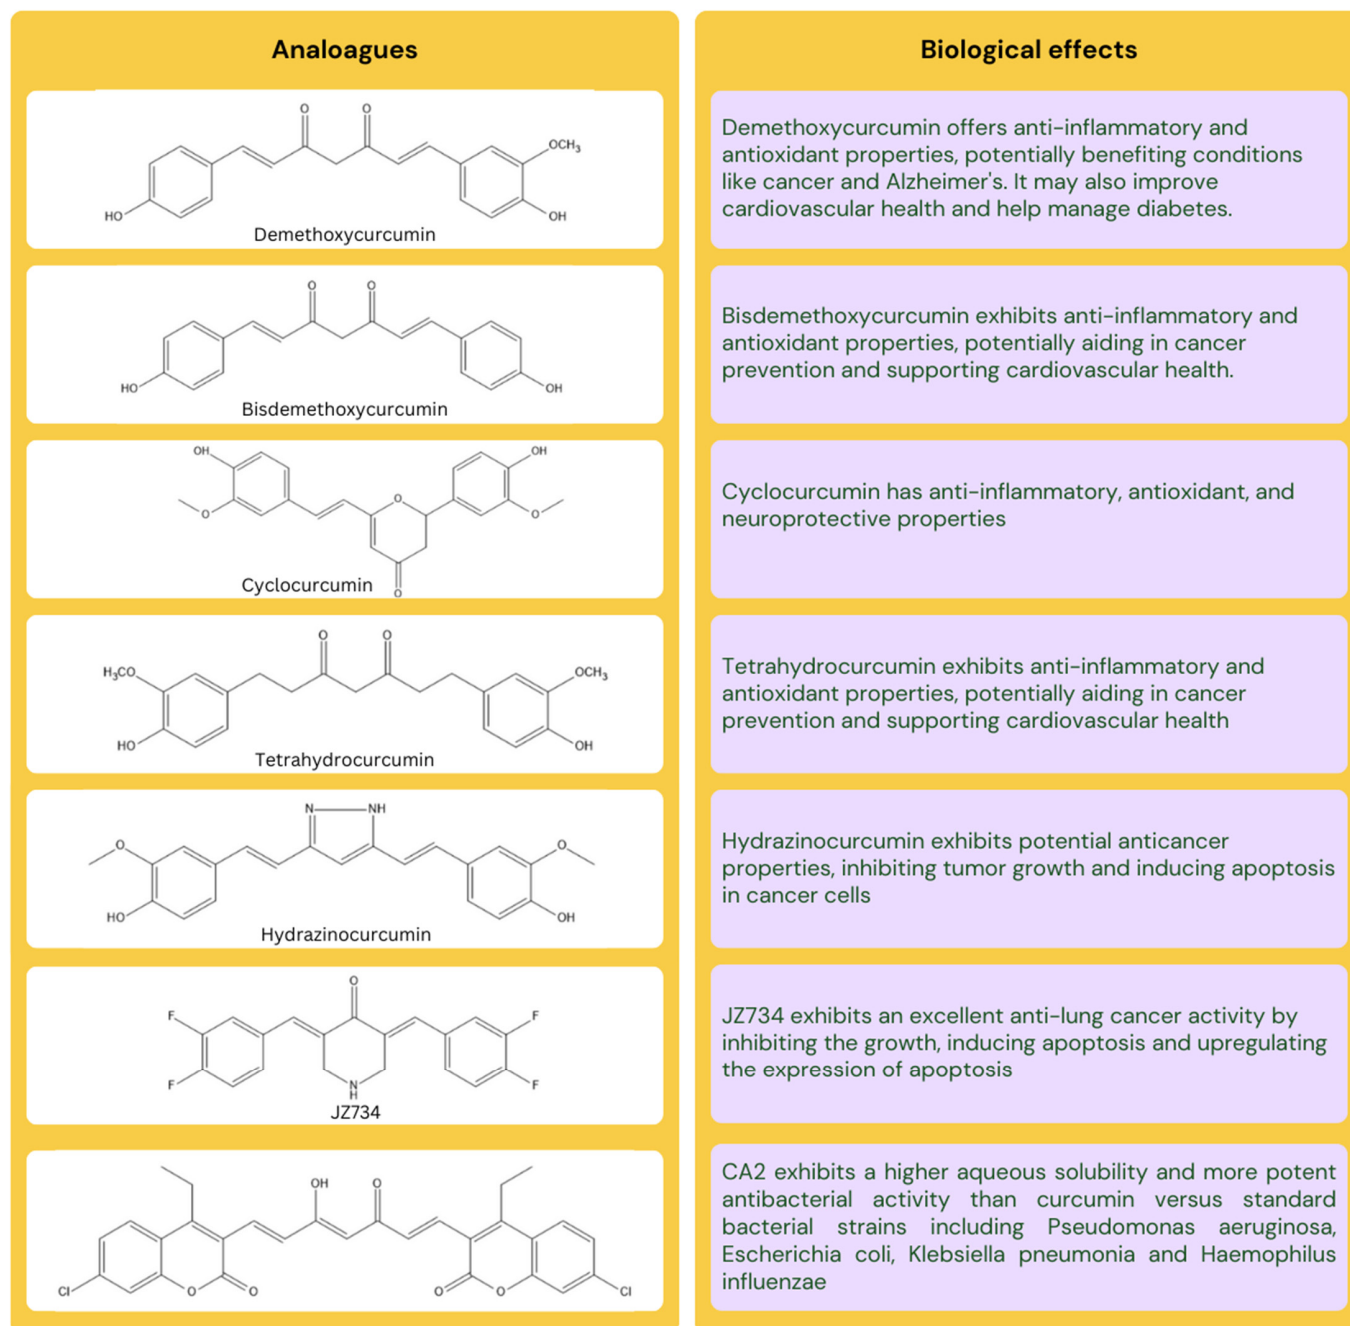 Analoagues
Biological effects
O O
OCH₃
HO OH
Demethoxycurcumin
Demethoxycurcumin offers anti-inflammatory and
antioxidant properties, potentially benefiting conditions
like cancer and Alzheimer's. It may also improve
cardiovascular health and help manage diabetes.
O O
HO OH
Bisdemethoxycurcumin
Bisdemethoxycurcumin exhibits anti-inflammatory and
antioxidant properties, potentially aiding in cancer
prevention and supporting cardiovascular health.
OH OH
O O O
Cyclocurcumin
O
Cyclocurcumin has anti-inflammatory, antioxidant, and
neuroprotective properties
O O
H₃CO OCH₃
HO OH
Tetrahydrocurcumin
Tetrahydrocurcumin exhibits anti-inflammatory and
antioxidant properties, potentially aiding in cancer
prevention and supporting cardiovascular health
N NH
O O
HO OH
Hydrazinocurcumin
Hydrazinocurcumin exhibits potential anticancer
properties, inhibiting tumor growth and inducing apoptosis
in cancer cells
O
F F
F F
N
H
JZ734
JZ734 exhibits an excellent anti-lung cancer activity by
inhibiting the growth, inducing apoptosis and upregulating
the expression of apoptosis
OH O
Cl O O O O Cl
CA2 exhibits a higher aqueous solubility and more potent
antibacterial activity than curcumin versus standard
bacterial strains including Pseudomonas aeruginosa,
Escherichia coli, Klebsiella pneumonia and Haemophilus
influenzae